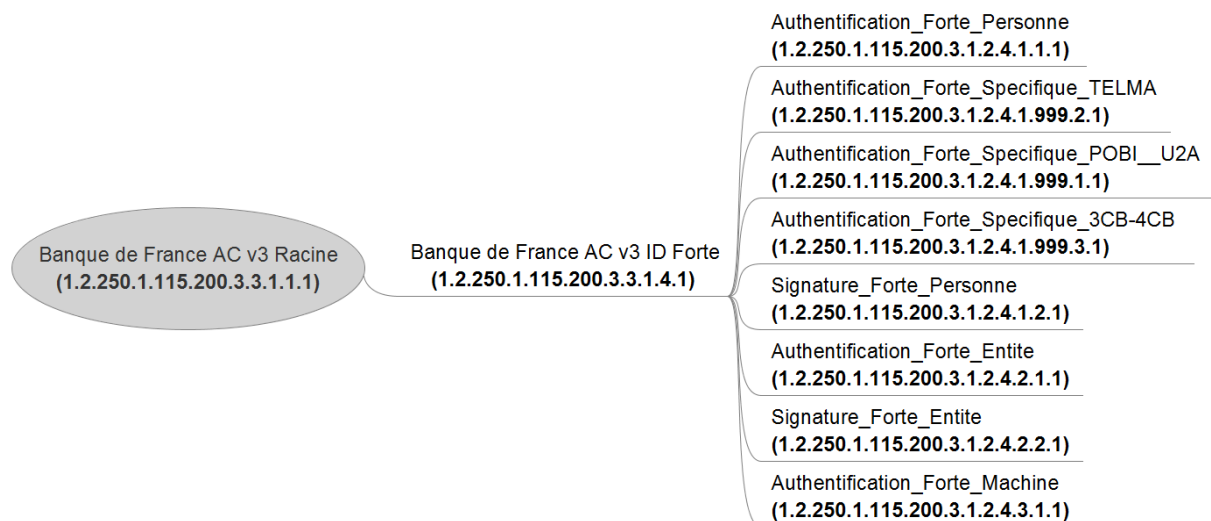 Banque de France AC v3 Racine
(1.2.250.1.115.200.3.3.1.1.1)
Banque de France AC v3 ID Forte
(1.2.250.1.115.200.3.3.1.4.1)
Authentification_Forte_Personne
(1.2.250.1.115.200.3.1.2.4.1.1.1)
Authentification_Forte_Specifique_TELMA
(1.2.250.1.115.200.3.1.2.4.1.999.2.1)
Authentification_Forte_Specifique_POBI__U2A
(1.2.250.1.115.200.3.1.2.4.1.999.1.1)
Authentification_Forte_Specifique_3CB-4CB
(1.2.250.1.115.200.3.1.2.4.1.999.3.1)
Signature_Forte_Personne
(1.2.250.1.115.200.3.1.2.4.1.2.1)
Authentification_Forte_Entite
(1.2.250.1.115.200.3.1.2.4.2.1.1)
Signature_Forte_Entite
(1.2.250.1.115.200.3.1.2.4.2.2.1)
Authentification_Forte_Machine
(1.2.250.1.115.200.3.1.2.4.3.1.1)